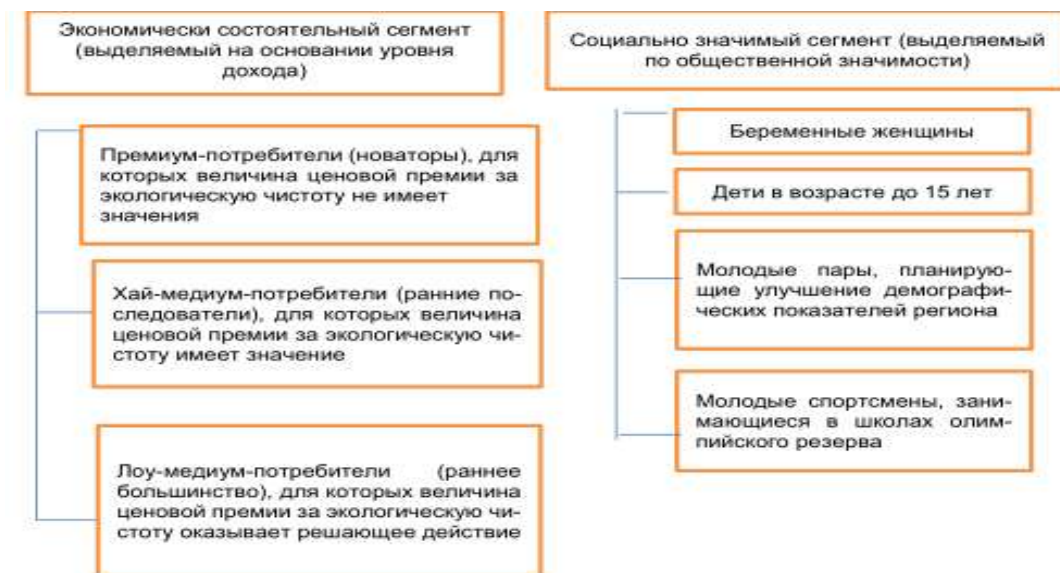 Экономически состоятельный сегмент
(выделяемый на основании уровня
дохода)
Премиум-потребители (новаторы), для
которых величина ценовой премии за
экологическую чистоту не имеет
значения
Хай-медиум-потребители (ранние по-
следователи), для которых величина
ценовой премии за экологическую чи-
стоту имеет значение
Лоу-медиум-потребители (раннее
большинство), для которых величина
ценовой премии за экологическую чи-
стоту оказывает решающее действие
Социально значимый сегмент (выделяемый
по общественной значимости)
Беременные женщины
Дети в возрасте до 15 лет
Молодые пары, планирую-
щие улучшение демографи-
ческих показателей региона
Молодые спортсмены, зани-
мающиеся в школах олим-
пийского резерва